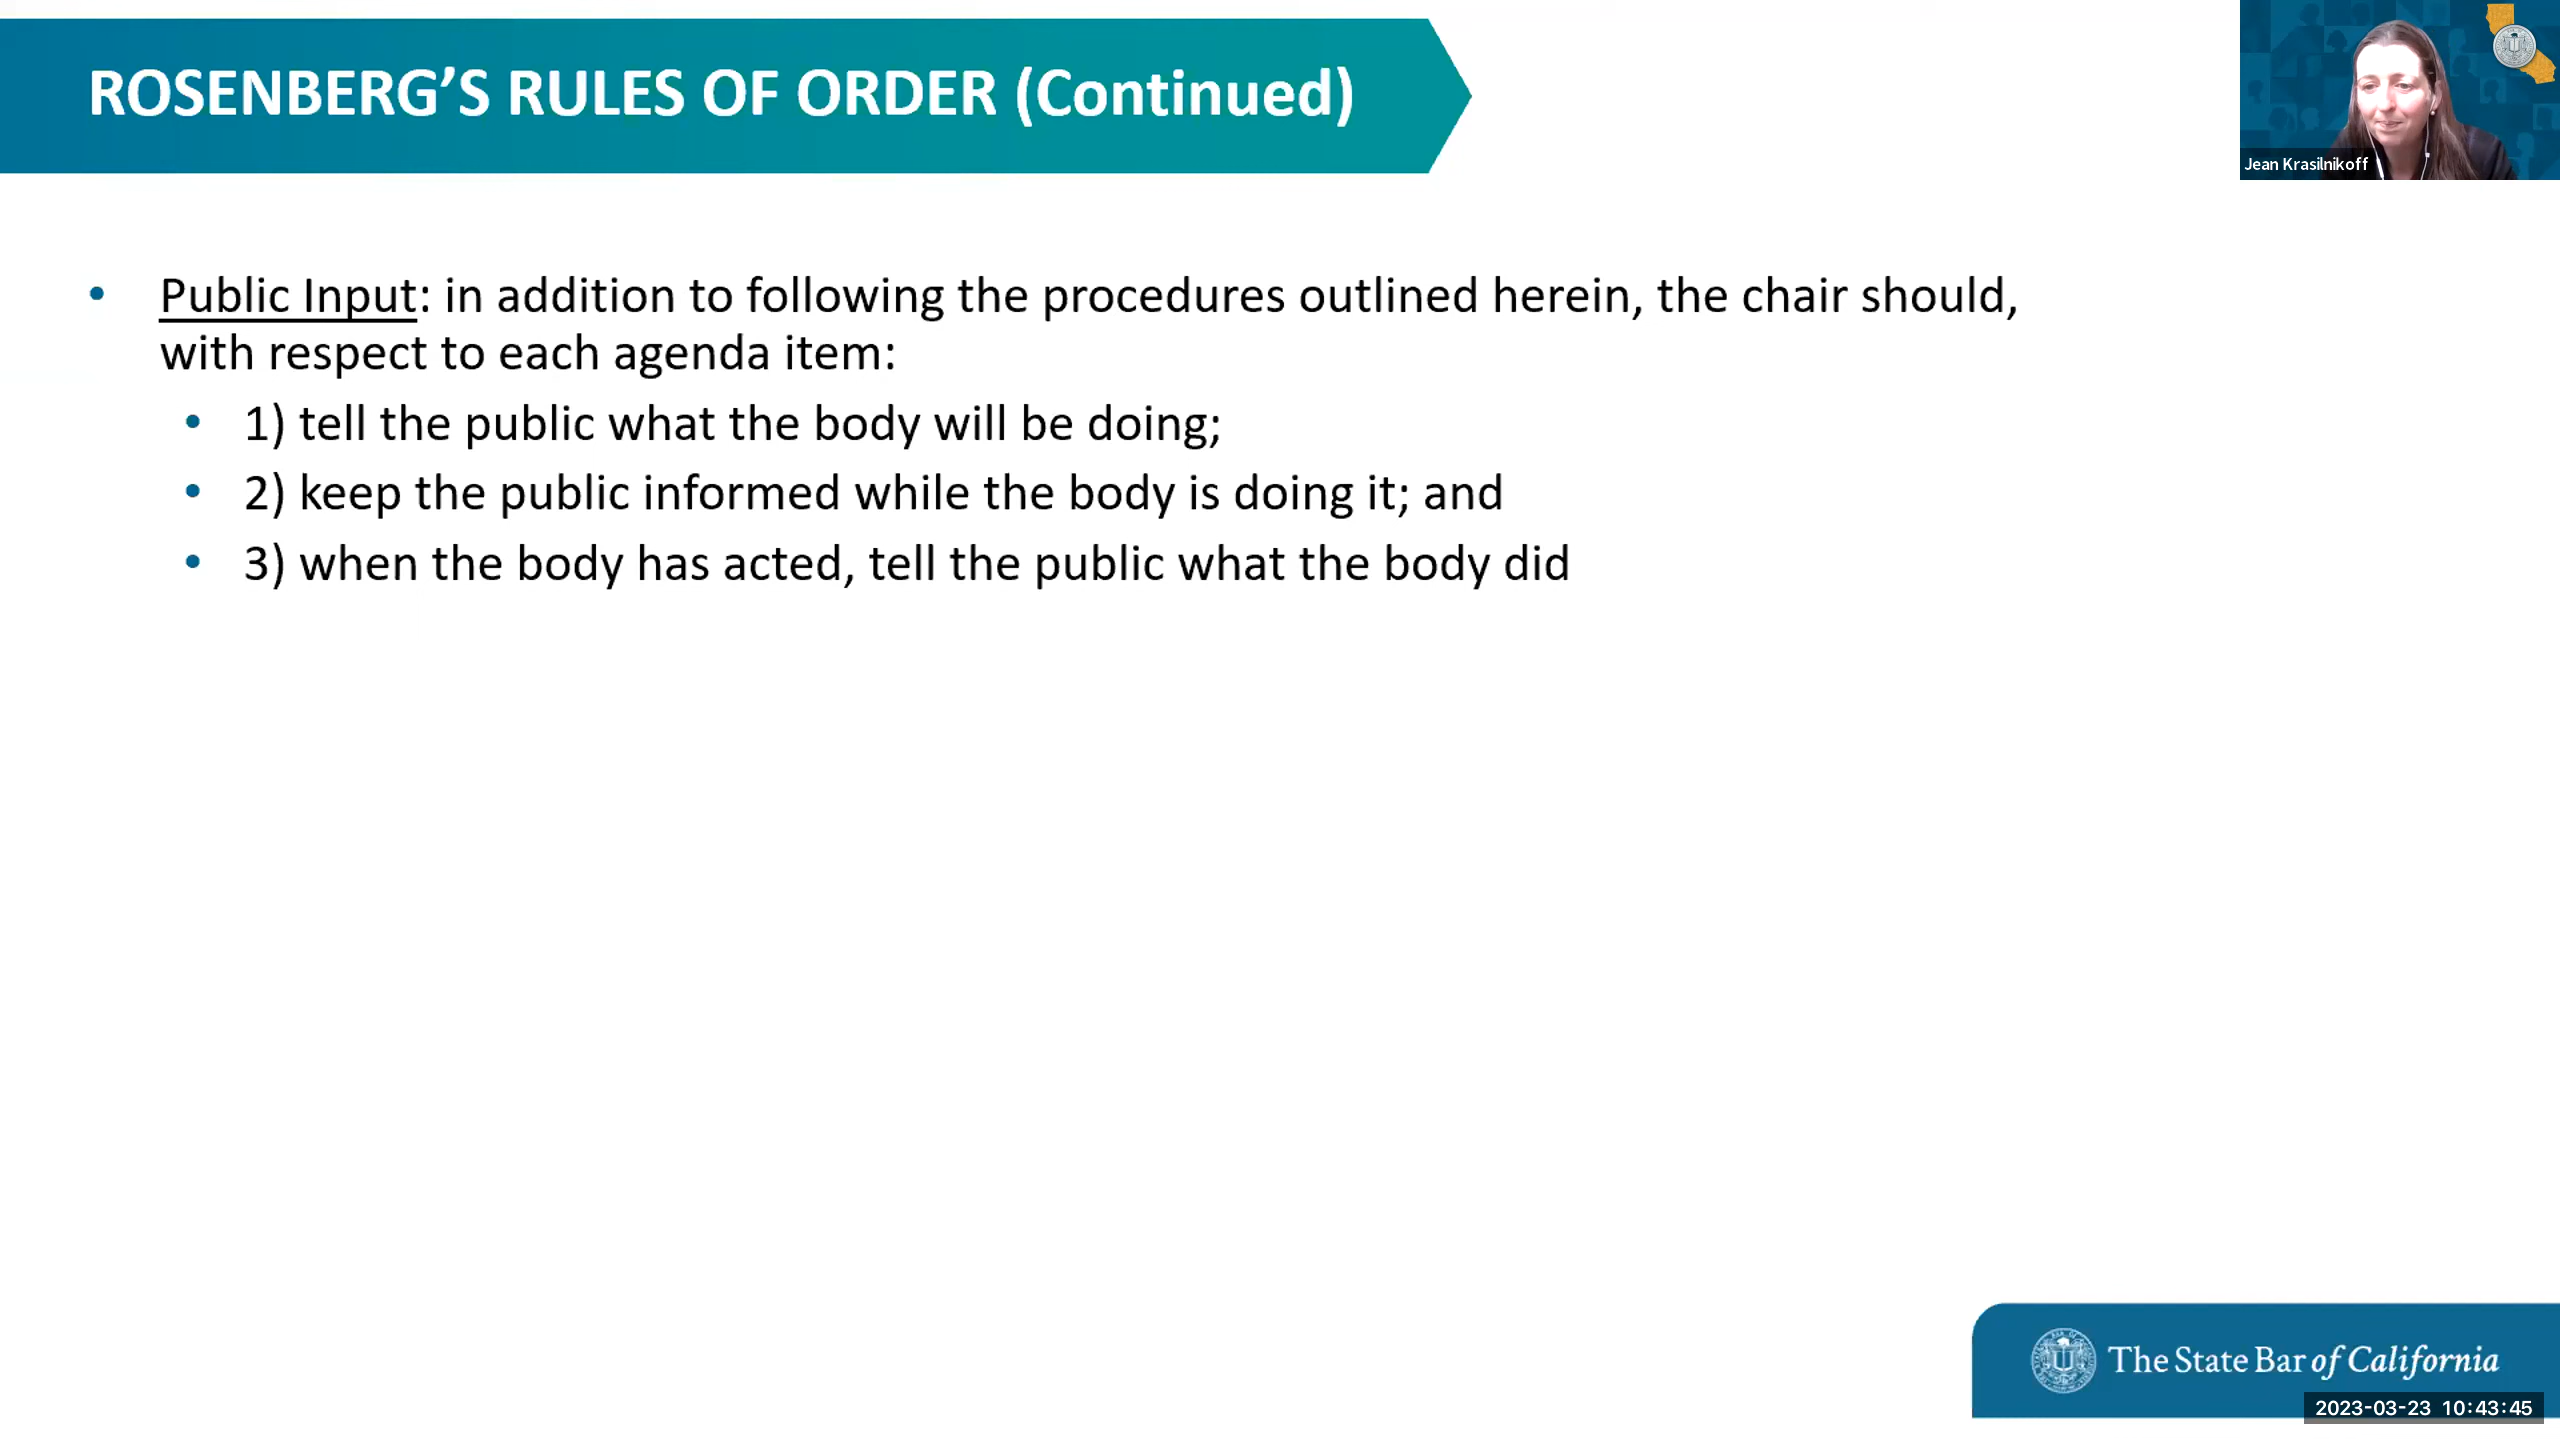 ROSENBERG’S RULES OF ORDER (Continued)
Jean Krasilnikoff
• Public Input: in addition to following the procedures outlined herein, the chair should,
with respect to each agenda item:
• 1) tell the public what the body will be doing;
• 2) keep the public informed while the body is doing it; and
• 3) when the body has acted, tell the public what the body did
The State Bar of California
2023-03-23 10:43:45